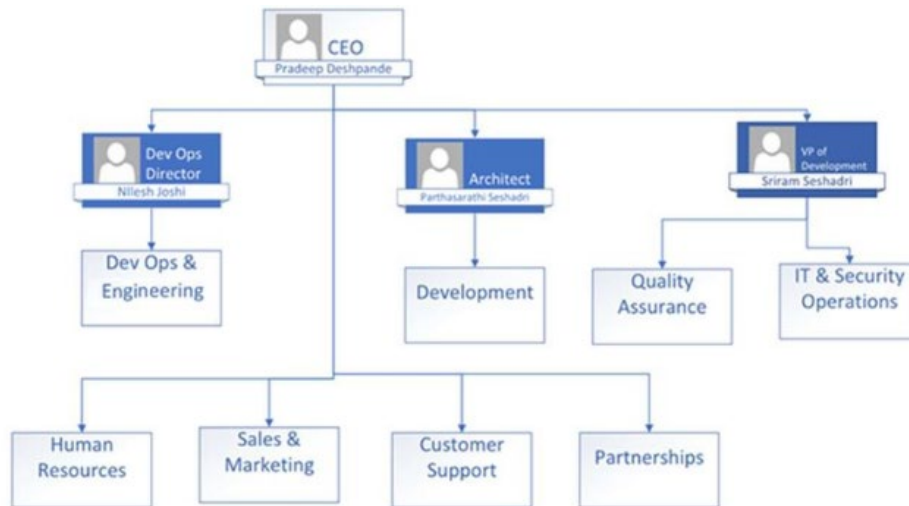 CEO
Pradeep Deshpande
Dev Ops
Director
NIlesh Joshi
Architect
Parthasarathi Seshadri
VP of
Development
Sriram Seshadri
Dev Ops &
Engineering
Development
Quality
Assurance
IT & Security
Operations
Human
Resources
Sales &
Marketing
Customer
Support
Partnerships